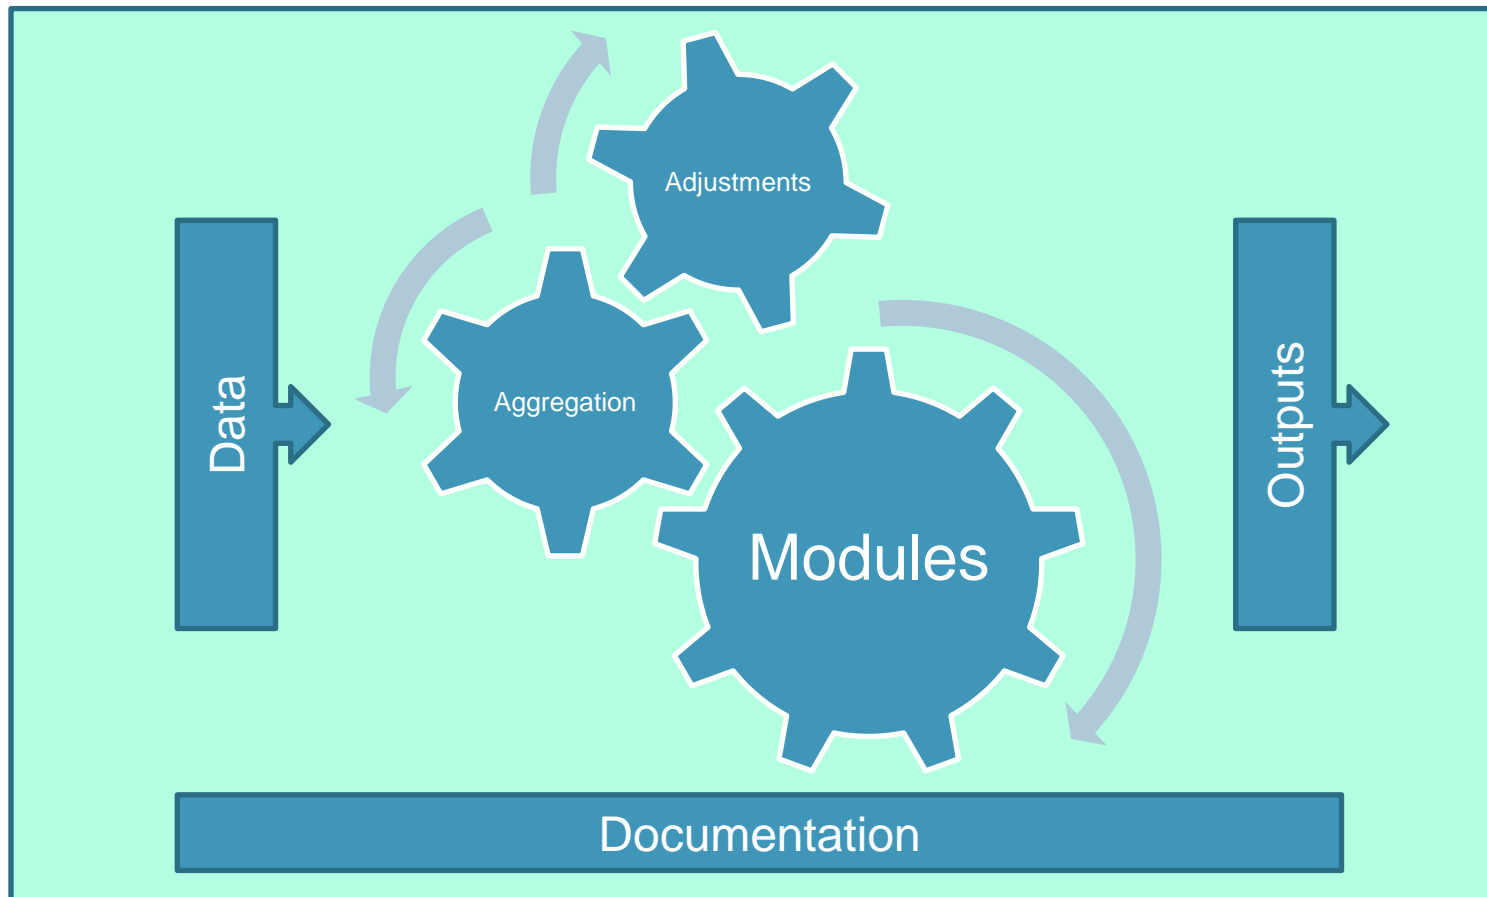 Adjustments
Data
Aggregation
Outputs
Modules
Documentation